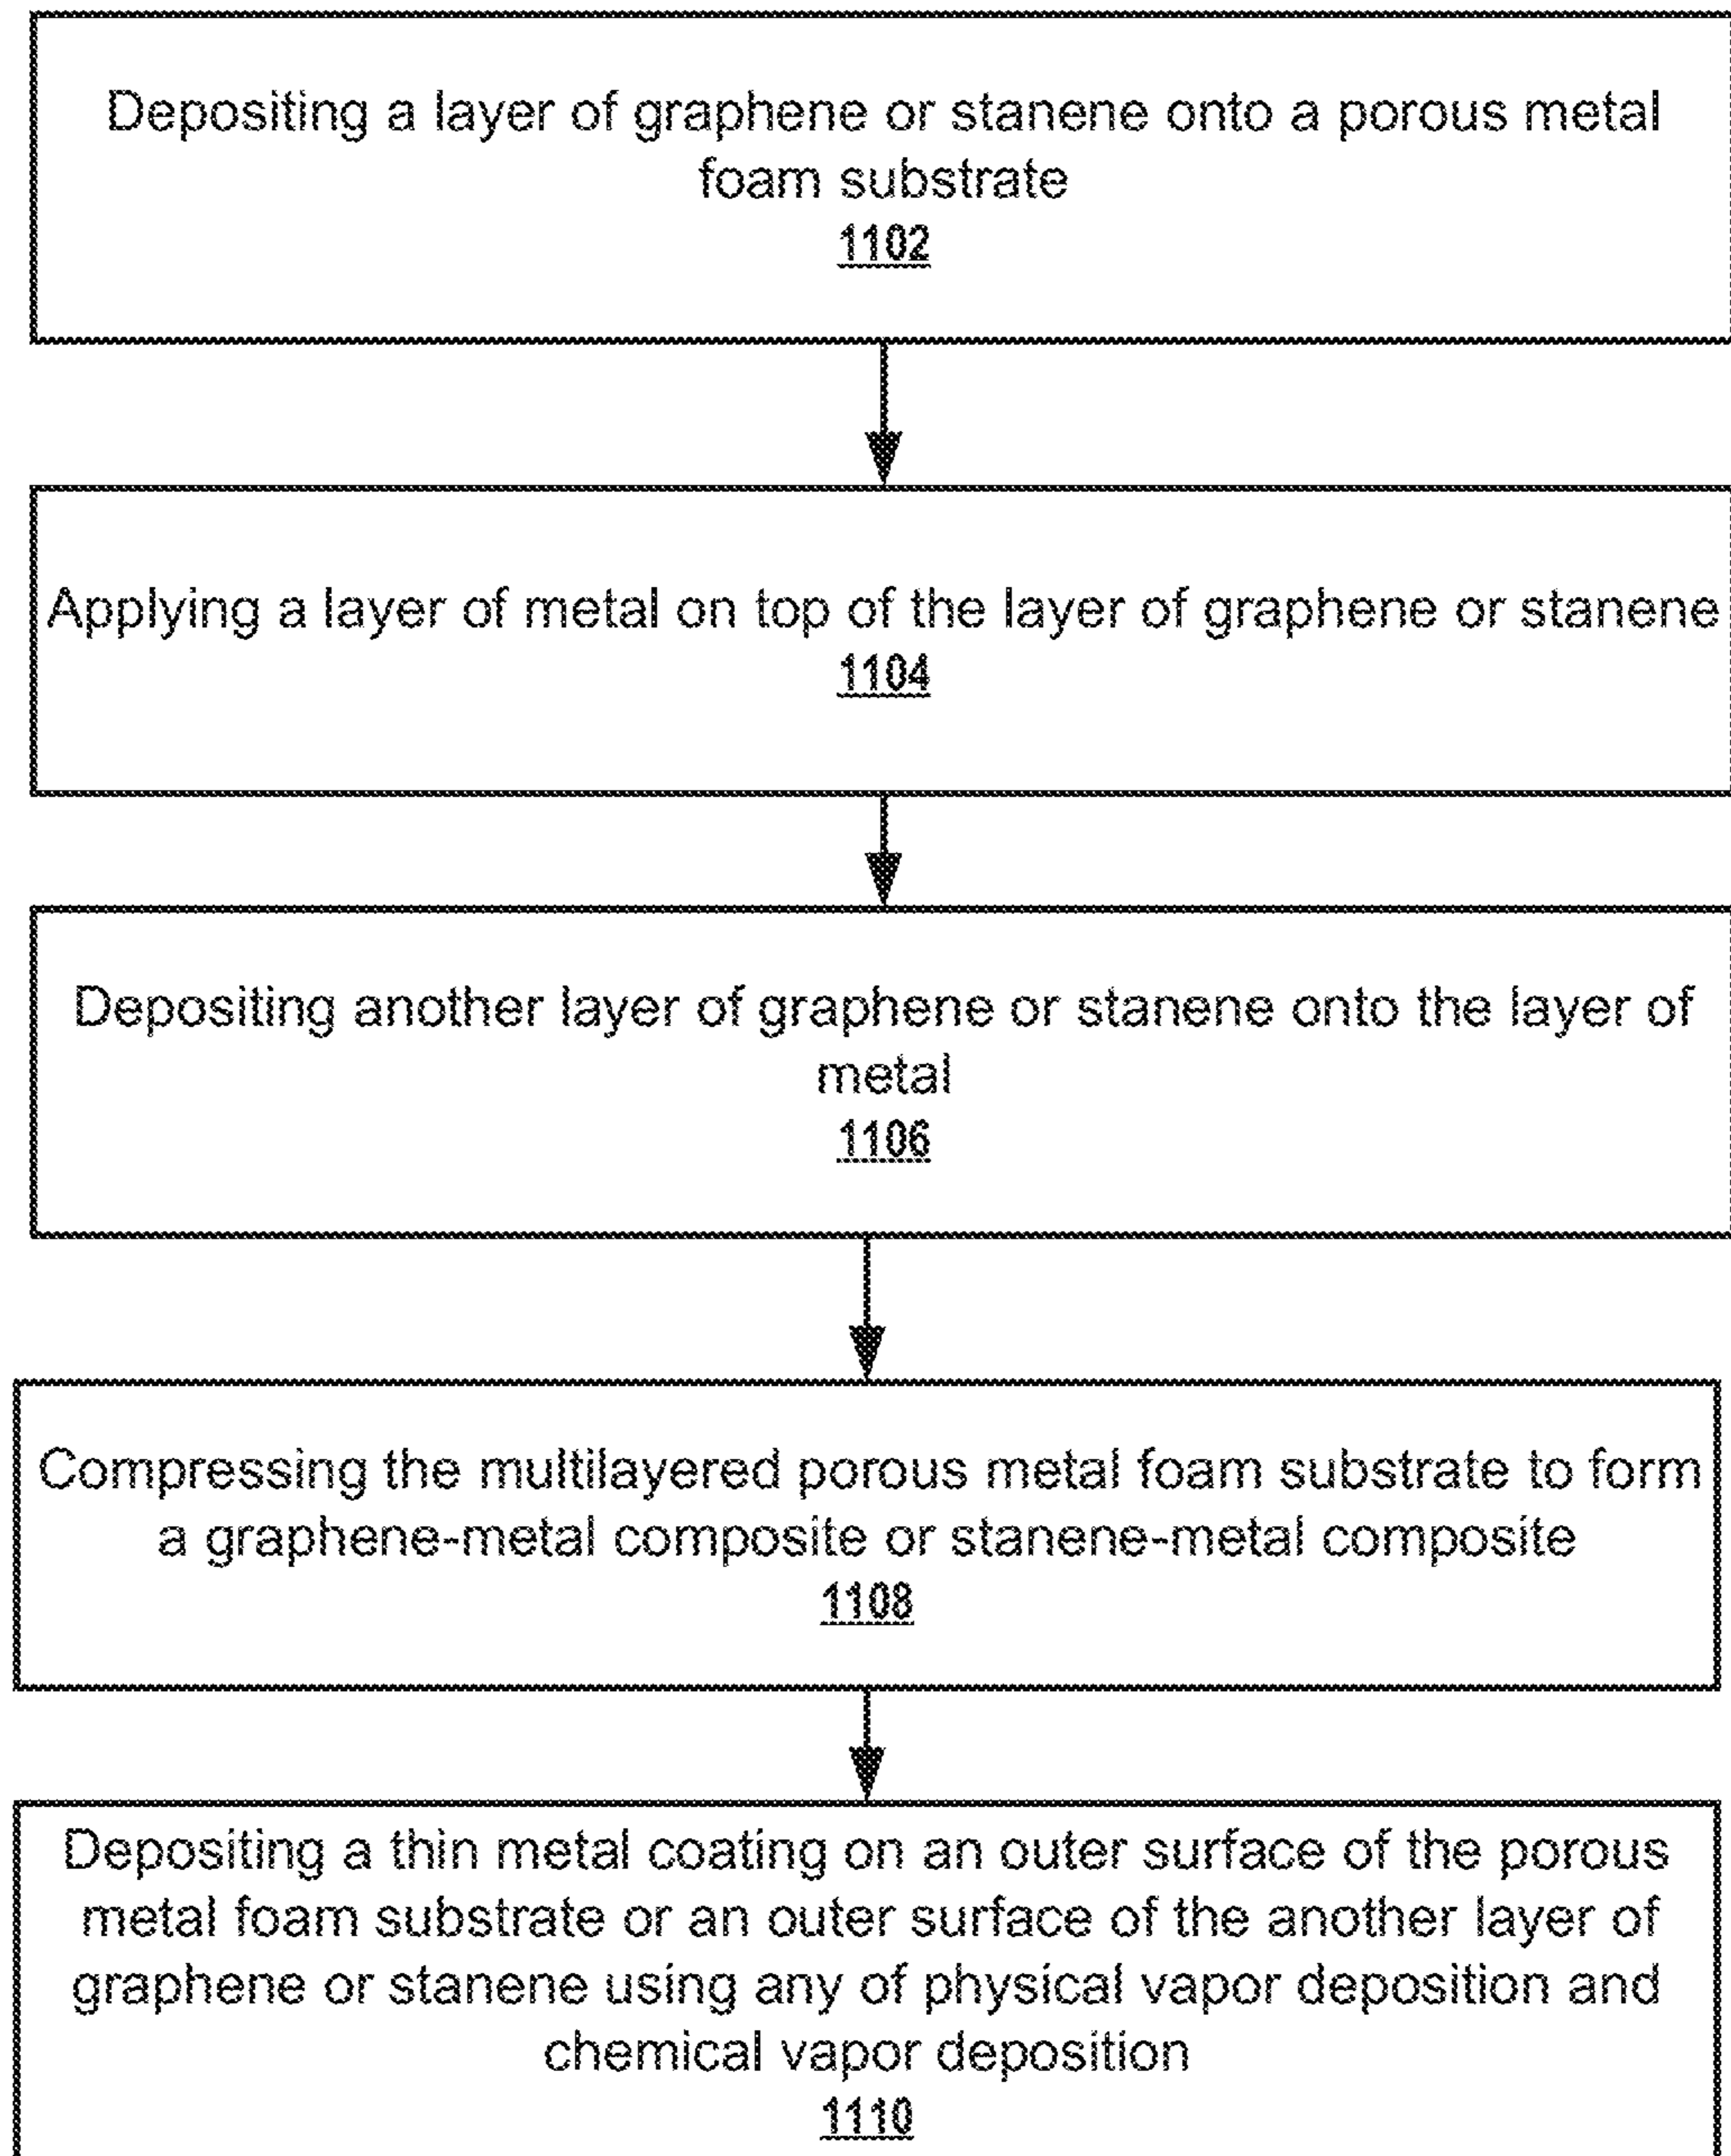 Depositing a layer of graphene or stanene onto a porous metal
foam substrate
1102
Applying a layer of metal on top of the layer of graphene or stanene
1104
Depositing another layer of graphene or stanene onto the layer of
metal
1106
Compressing the multilayered porous metal foam substrate to form
a graphene-metal composite or stanene-metal composite
1108
Depositing a thin metal coating on an outer surface of the porous
metal foam substrate or an outer surface of the another layer of
graphene or stanene using any of physical vapor deposition and
chemical vapor deposition
1110